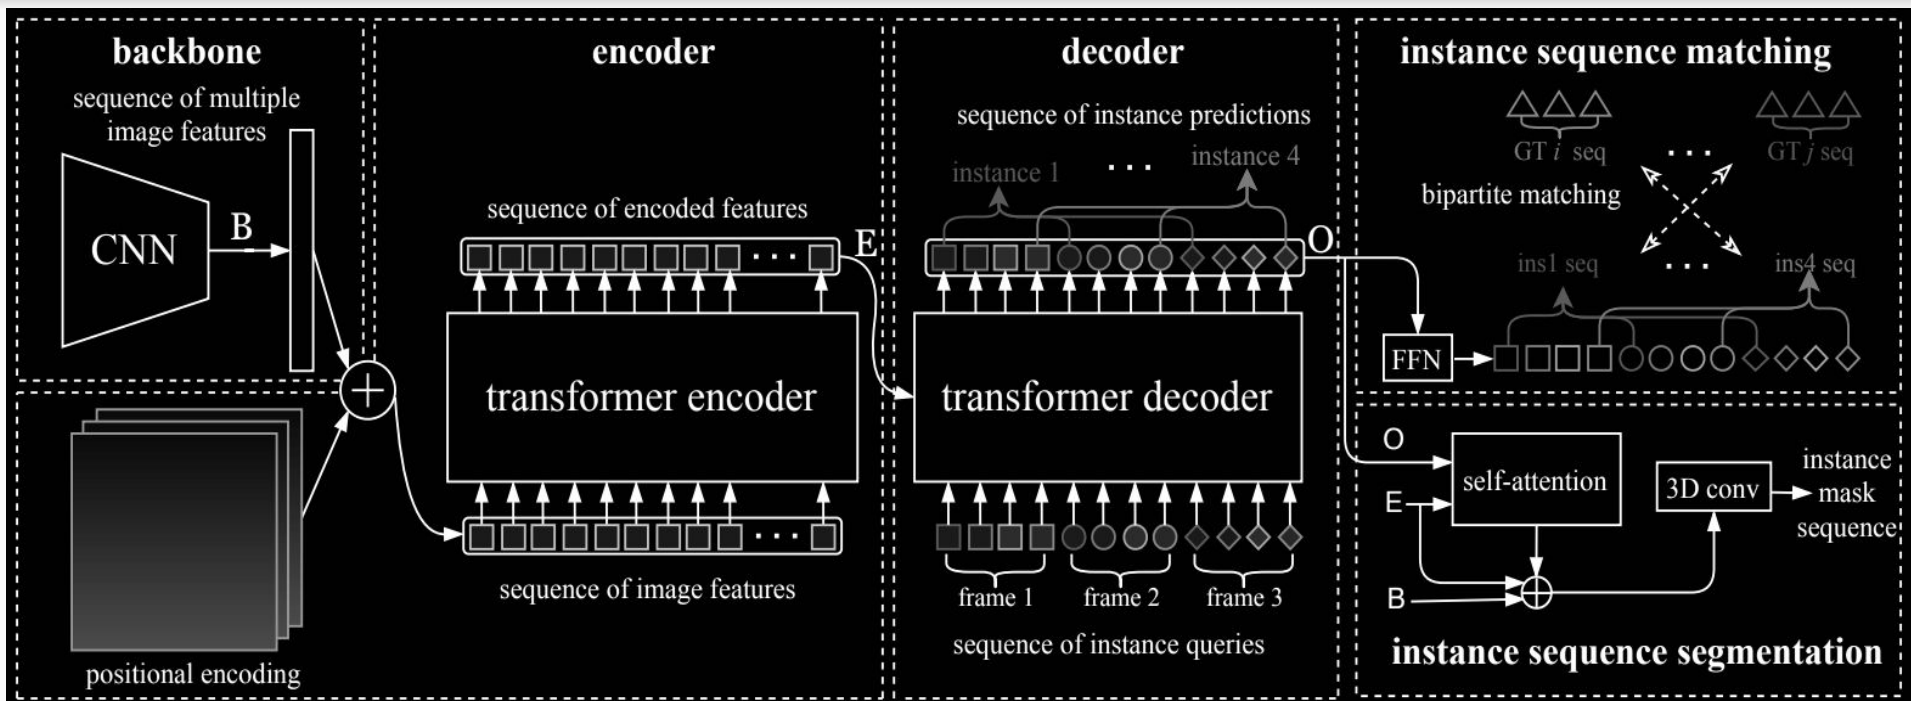 backbone
sequence of multiple
image features
CNN
B
positional encoding
encoder
sequence of encoded features
E
transformer encoder
sequence of image features
decoder
sequence of instance predictions
instance 1
...
instance 4
O
transformer decoder
frame 1
frame 2
frame 3
sequence of instance queries
instance sequence matching
GT i seq
...
GT j seq
bipartite matching
ins1 seq
...
ins4 seq
FFN
O
E
B
self-attention
3D conv
instance
mask
sequence
instance sequence segmentation